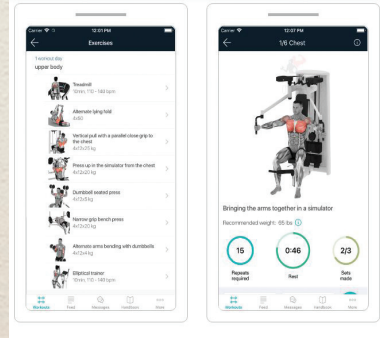 Carrier 12:01 PM
Exercises
1 workout day
upper body
Treadmill
10min, 110 - 140 bpm
Alternate lying fold
4x60
Vertical pull with a parallel close grip to
the chest
4x12x25 kg
Press up in the simulator from the chest
4x12x20 kg
Dumbbell seated press
4x12x5 kg
Narrow grip bench press
4x12x20 kg
Alternate arms bending with dumbbells
4x12x4 kg
Elliptical trainer
10min, 110 - 140 bpm
Workouts Feed Messages Handbook More
Carrier 12:07 PM
1/6 Chest
Bringing the arms together in a simulator
Recommended weight: 65 lbs
15 0:46 2/3
Repeats
required
Rest
Sets
made
Workouts Feed Messages Handbook More